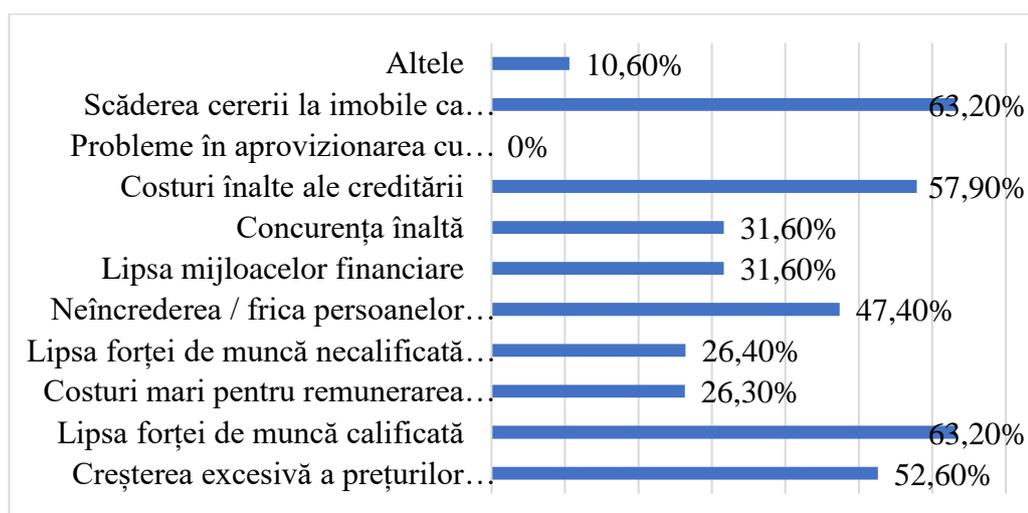 Altele 10,60%
Scăderea cererii la imobile ca… 63,20%
Probleme în aprovizionarea cu… 0%
Costuri înalte ale creditării 57,90%
Concurența înaltă 31,60%
Lipsa mijloacelor financiare 31,60%
Neîncrederea / frica persoanelor… 47,40%
Lipsa forței de muncă necalificată… 26,40%
Costuri mari pentru remunerarea… 26,30%
Lipsa forței de muncă calificată 63,20%
Creșterea excesivă a prețurilor… 52,60%